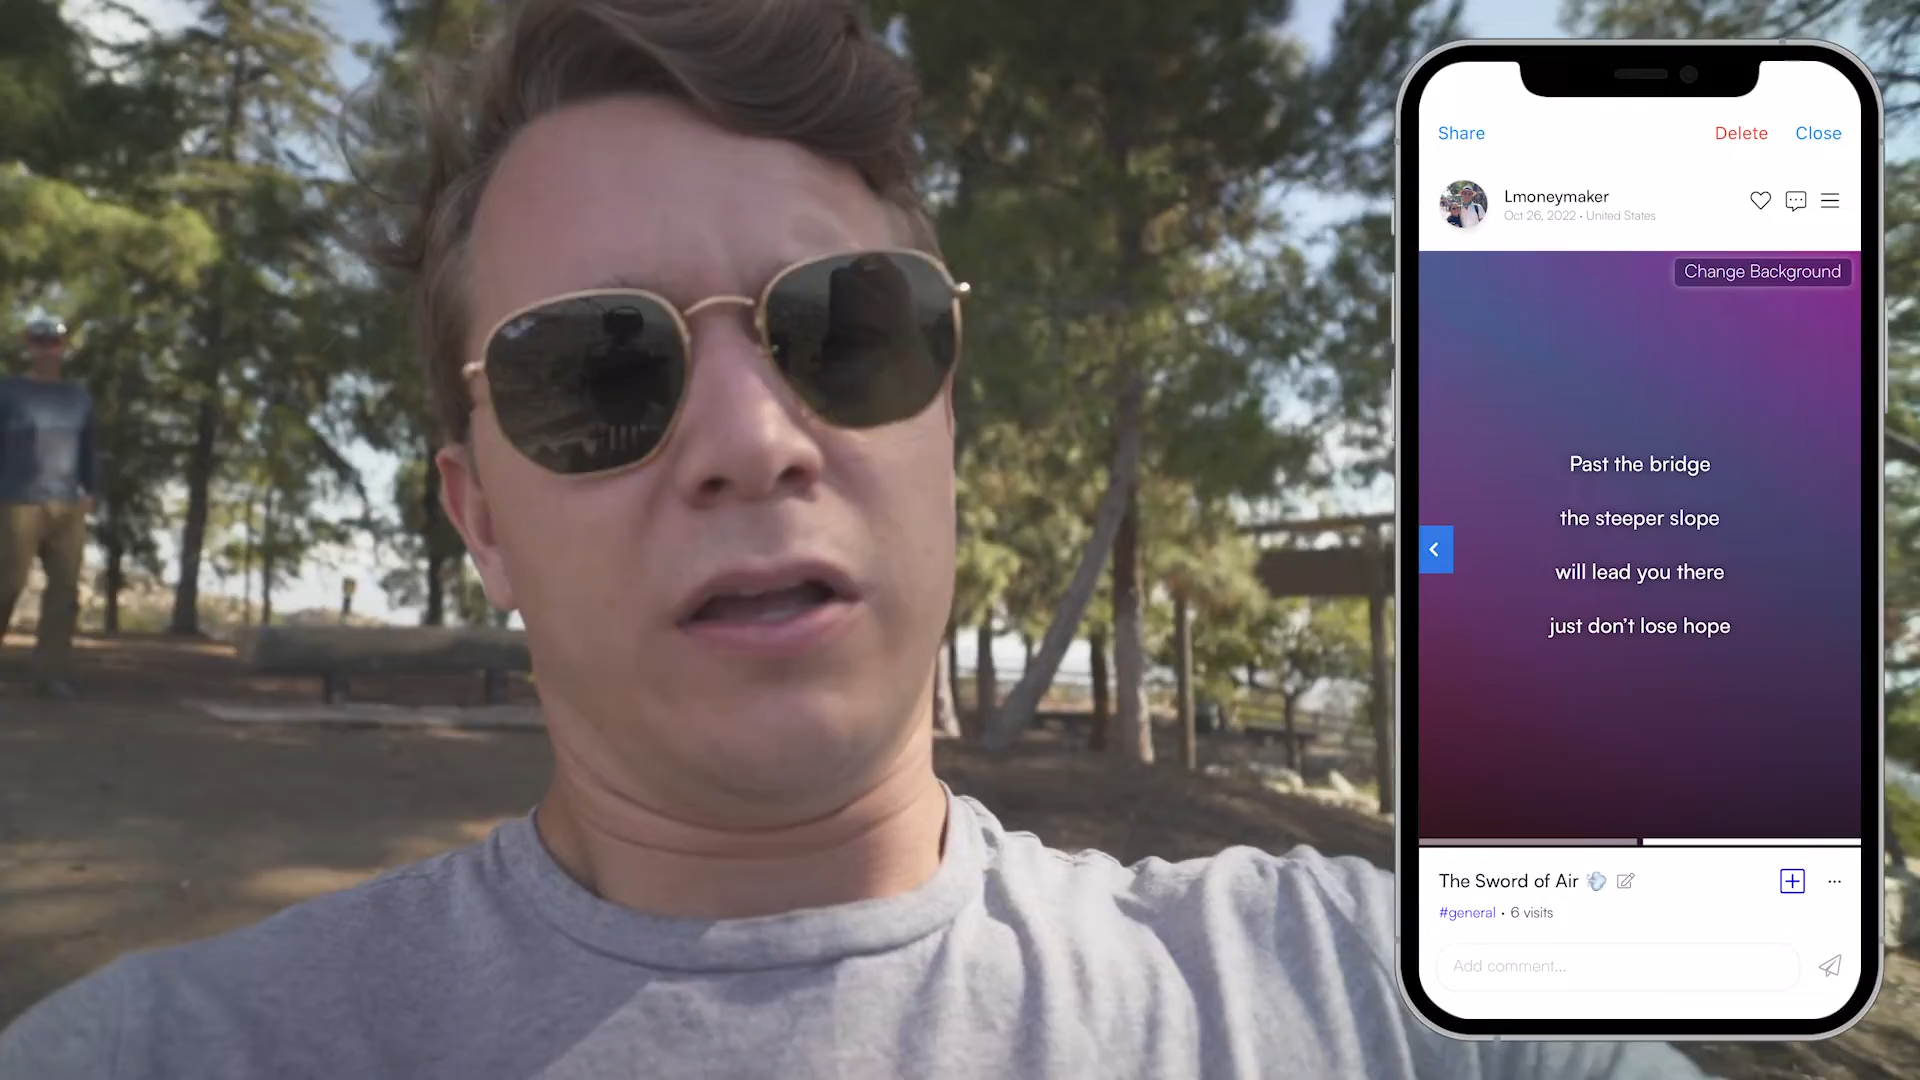 Share Delete Close
Lmoneymaker
Oct 26, 2022 • United States
Change Background
Past the bridge
the steeper slope
will lead you there
just don't lose hope
The Sword of Air
#general • 6 visits
Add comment...